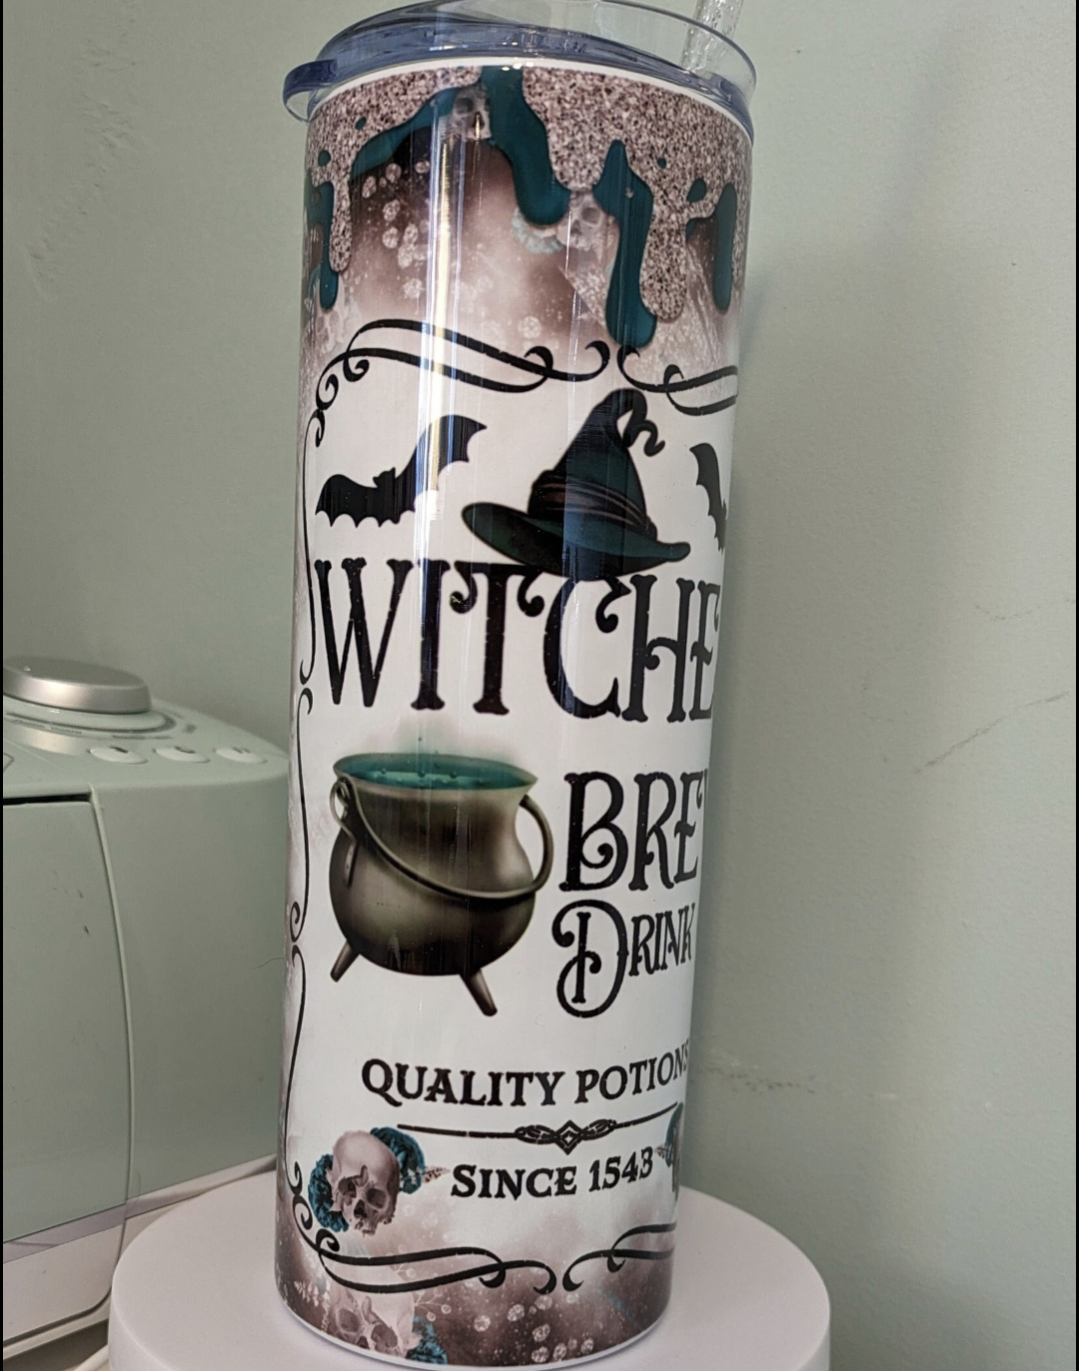 WITCHE
BRE
DRINK
QUALITY POTIONS
SINCE 1543